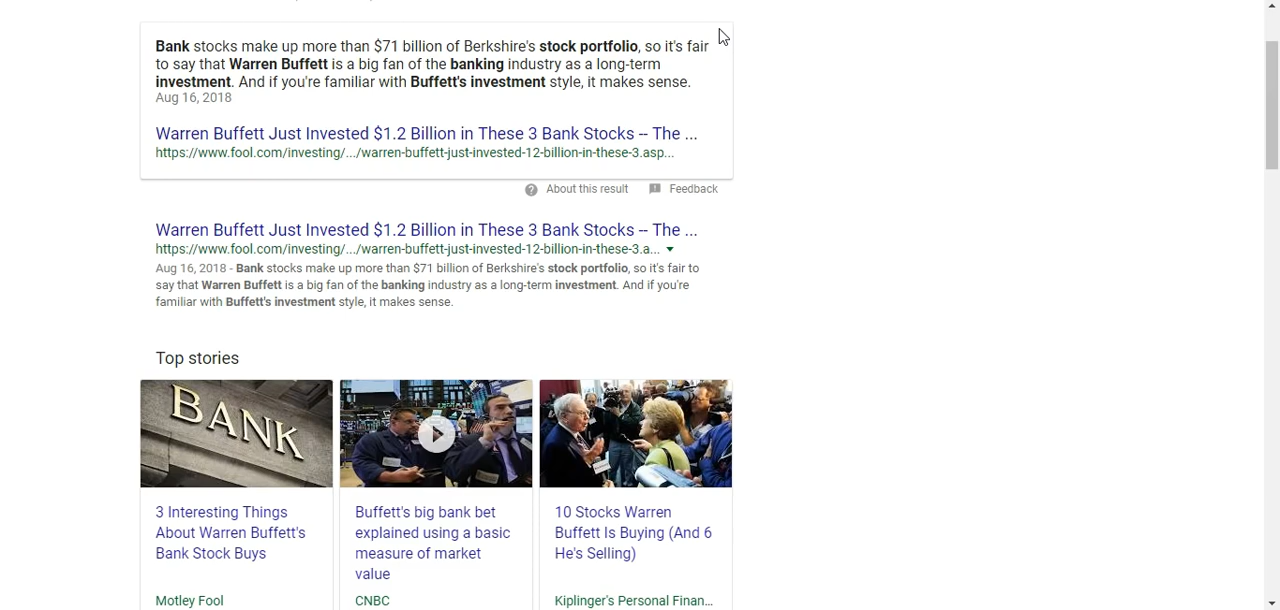 Bank stocks make up more than $71 billion of Berkshire's stock portfolio, so it's fair
to say that Warren Buffett is a big fan of the banking industry as a long-term
investment. And if you're familiar with Buffett's investment style, it makes sense.
Aug 16, 2018
Warren Buffett Just Invested $1.2 Billion in These 3 Bank Stocks -- The ...
https://www.fool.com/investing/.../warren-buffett-just-invested-12-billion-in-these-3.asp...
About this result Feedback
Warren Buffett Just Invested $1.2 Billion in These 3 Bank Stocks -- The ...
https://www.fool.com/investing/.../warren-buffett-just-invested-12-billion-in-these-3.a...
Aug 16, 2018 - Bank stocks make up more than $71 billion of Berkshire's stock portfolio, so it's fair to
say that Warren Buffett is a big fan of the banking industry as a long-term investment. And if you're
familiar with Buffett's investment style, it makes sense.
Top stories
BANK
3 Interesting Things
About Warren Buffett's
Bank Stock Buys
Motley Fool
Buffett's big bank bet
explained using a basic
measure of market
value
CNBC
10 Stocks Warren
Buffett Is Buying (And 6
He's Selling)
Kiplinger's Personal Finan...